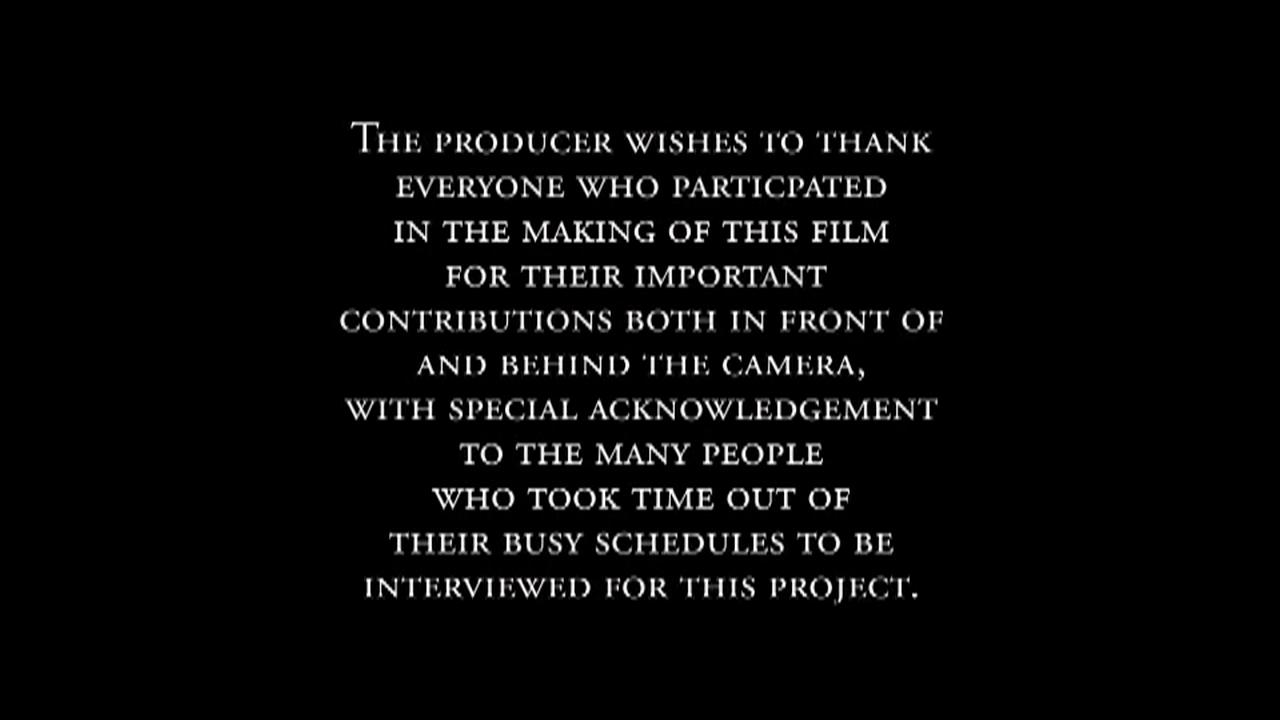 The producer wishes to thank
everyone who particpated
in the making of this film
for their important
contributions both in front of
and behind the camera,
with special acknowledgement
to the many people
who took time out of
their busy schedules to be
interviewed for this project.